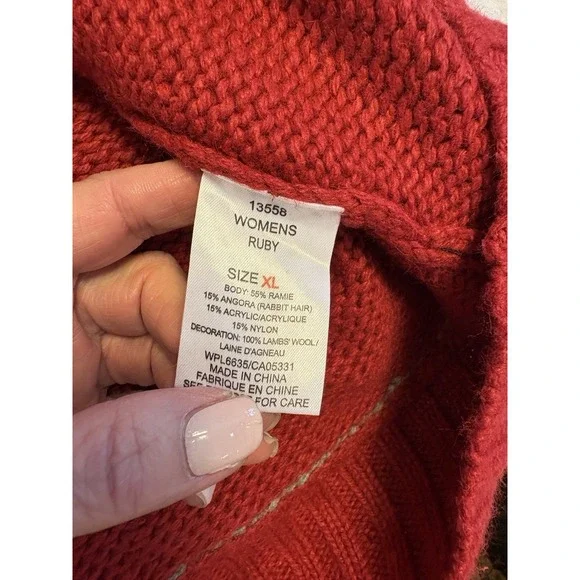 13558
WOMENS
RUBY
SIZE XL
BODY: 55% RAMIE
15% ANGORA (RABBIT HAIR)
15% ACRYLIC/ACRYLIQUE
15% NYLON
DECORATION: 100% LAMBS' WOOL/
LAINE D'AGNEAU
WPL6635/CA05331
MADE IN CHINA
FABRIQUE EN CHINE
FOR CARE